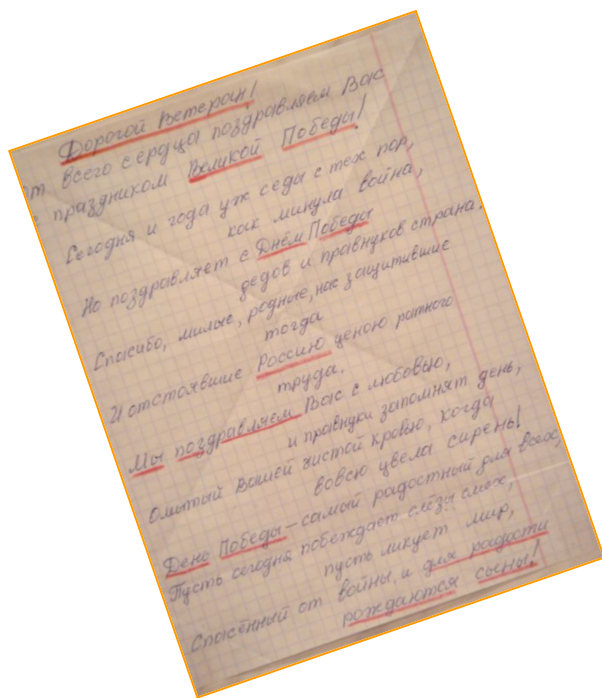 Дорогой Ветеран!
От всего сердца поздравляем Вас
с праздником Великой Победы!
Сегодня и года уж седы с тех пор,
как минула война,
Но поздравляет с Днём Победы
дедов и правнуков страна.
Спасибо, милые, родные, нас защитившие
тогда
И отстоявшие Россию ценою ратного
труда.
Мы поздравляем Вас с любовью,
и правнуки запомнят день,
Омытый Вашей чистой кровью, когда
вовсю цвела сирень!
День Победы – самый радостный для всех,
Пусть сегодня побеждает слёзы смех,
пусть ликует мир,
Спасённый от войны, и для радости
рождаются сыны!